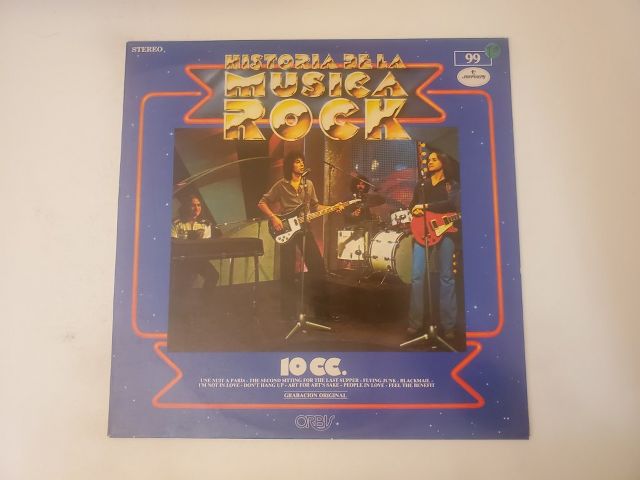 STEREO
99
HISTORIA DE LA
MUSICA
ROCK
10 CC.
UNE NUIT A PARIS - THE SECOND SITTING FOR THE LAST SUPPER - FLYING JUNK - BLACKMAIL -
I'M NOT IN LOVE - DON'T HANG UP - ART FOR ART'S SAKE - PEOPLE IN LOVE - FEEL THE BENEFIT
GRABACION ORIGINAL
ORBIS